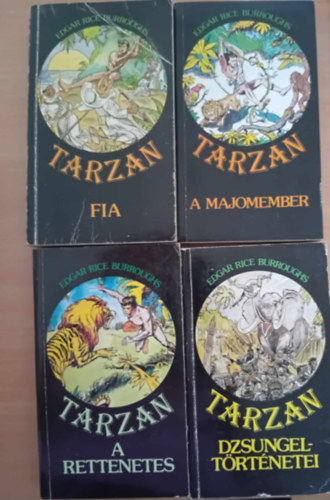 EDGAR RICE BURROUGHS
TARZAN
FIA
EDGAR RICE BURROUGHS
TARZAN
A MAJOMEMBER
EDGAR RICE BURROUGHS
TARZAN
A
RETTENETES
EDGAR RICE BURROUGHS
TARZAN
DZSUNGEL-
TÖRTÉNETEI